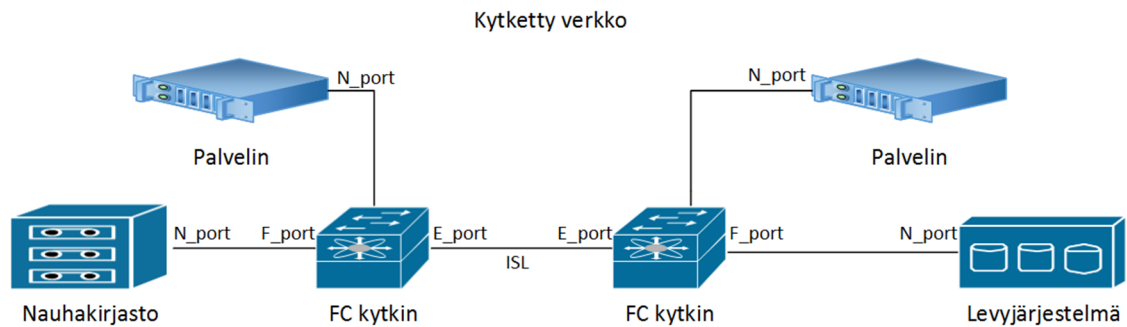 Kytketty verkko
N_port
N_port
Palvelin
Palvelin
N_port
F_port
E_port
E_port
F_port
N_port
ISL
Nauhakirjasto
FC kytkin
FC kytkin
Levyjärjestelmä